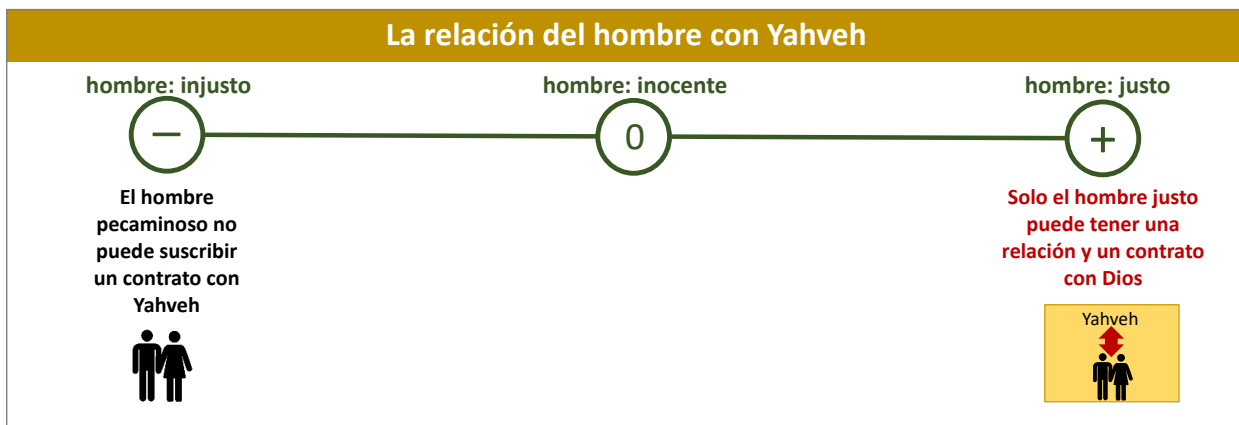 La relación del hombre con Yahveh
hombre: injusto
hombre: inocente
hombre: justo
−
0
+
El hombre
pecaminoso no
puede suscribir
un contrato con
Yahveh
Solo el hombre justo
puede tener una
relación y un contrato
con Dios
Yahveh